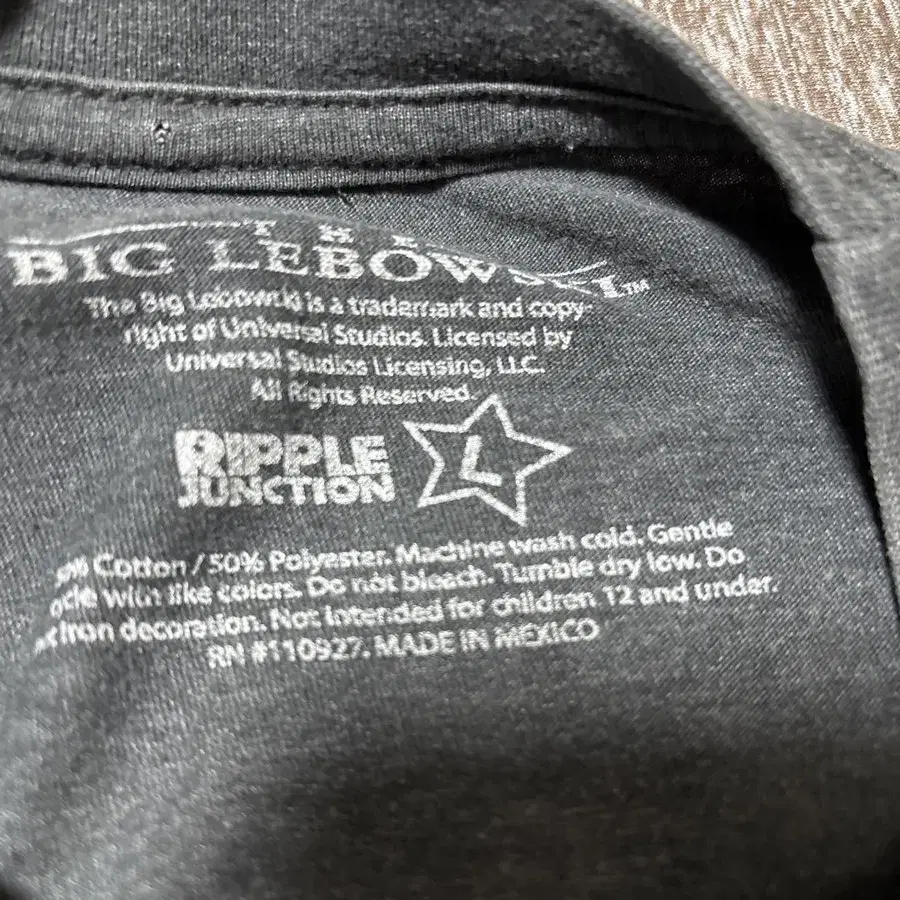 THE
BIG LEBOWSKI™
The Big Lebowski is a trademark and copy-
right of Universal Studios. Licensed by
Universal Studios Licensing, LLC.
All Rights Reserved.
RIPPLE
JUNCTION
L
Cotton / 50% Polyester. Machine wash cold. Gentle
with like colors. Do not bleach. Tumble dry low. Do
iron decoration. Not intended for children 12 and under.
RN #110927. MADE IN MEXICO